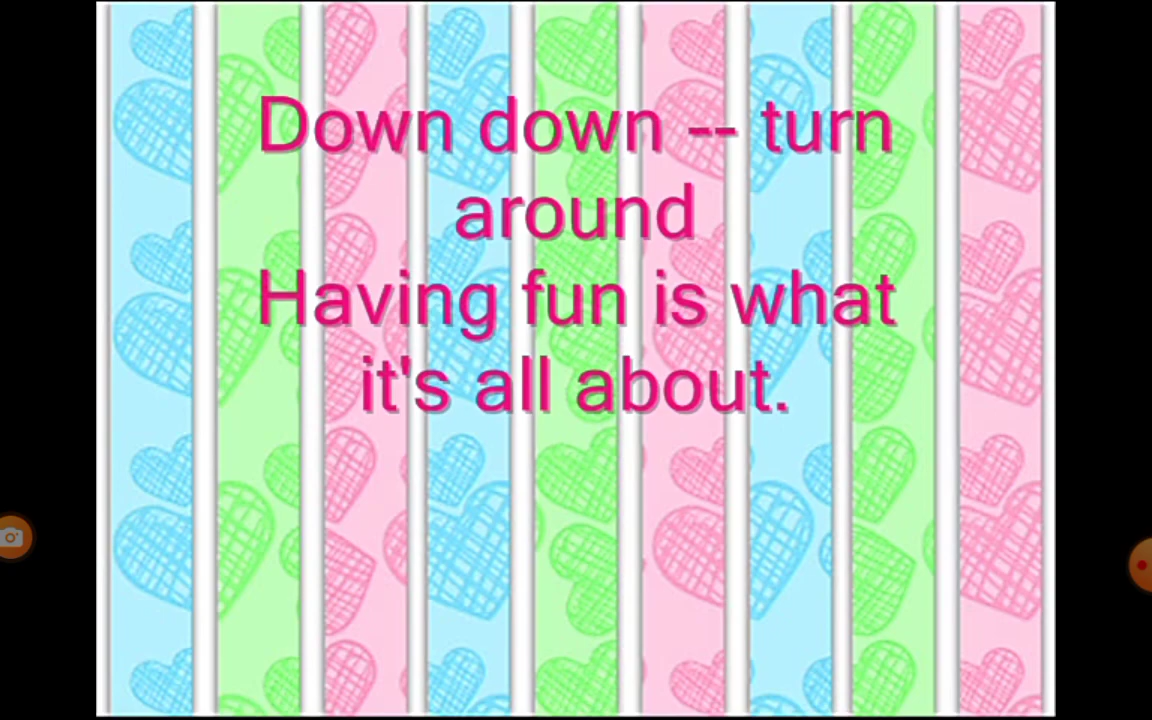 Down down -- turn
around
Having fun is what
it's all about.